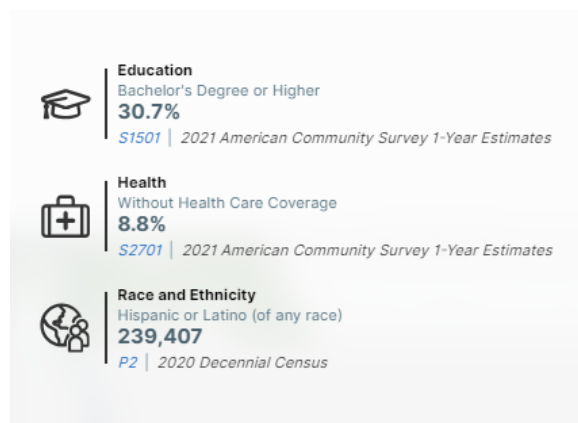 Education
Bachelor's Degree or Higher
30.7%
S1501 | 2021 American Community Survey 1-Year Estimates
Health
Without Health Care Coverage
8.8%
S2701 | 2021 American Community Survey 1-Year Estimates
Race and Ethnicity
Hispanic or Latino (of any race)
239,407
P2 | 2020 Decennial Census